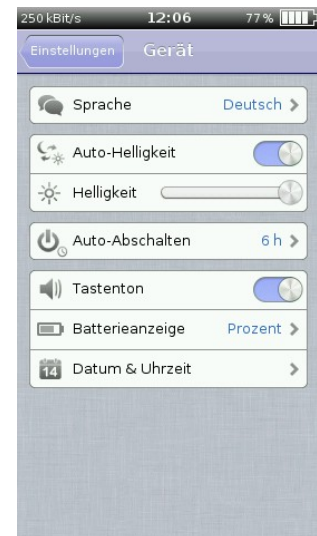 250 kBit/s 12:06 77%
Einstellungen Gerät
Sprache Deutsch
Auto-Helligkeit
Helligkeit
Auto-Abschalten 6 h
Tastenton
Batterieanzeige Prozent
14 Datum & Uhrzeit